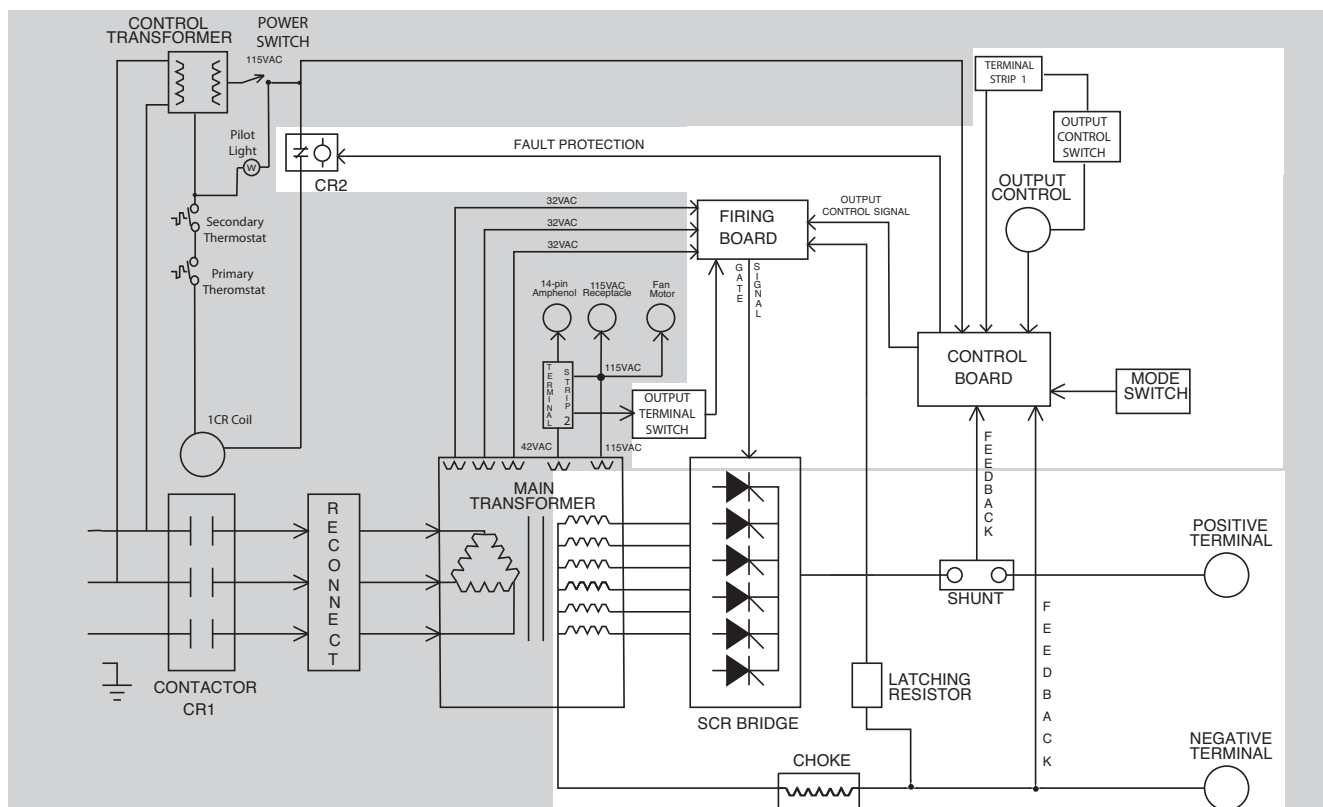 CONTROL
TRANSFORMER
POWER
SWITCH
115VAC
Pilot
Light
W
CR2
FAULT PROTECTION
TERMINAL
STRIP 1
OUTPUT
CONTROL
SWITCH
OUTPUT
CONTROL
Secondary
Thermostat
Primary
Theromstat
32VAC
32VAC
32VAC
FIRING
BOARD
OUTPUT
CONTROL SIGNAL
GATE
SIGNAL
14-pin
Amphenol
115VAC
Receptacle
Fan
Motor
TERMINAL
STRIP 2
115VAC
OUTPUT
TERMINAL
SWITCH
42VAC
115VAC
CONTROL
BOARD
MODE
SWITCH
1CR Coil
FEEDBACK
MAIN
TRANSFORMER
RECONNECT
POSITIVE
TERMINAL
SHUNT
FEEDBACK
CONTACTOR
CR1
LATCHING
RESISTOR
SCR BRIDGE
CHOKE
NEGATIVE
TERMINAL